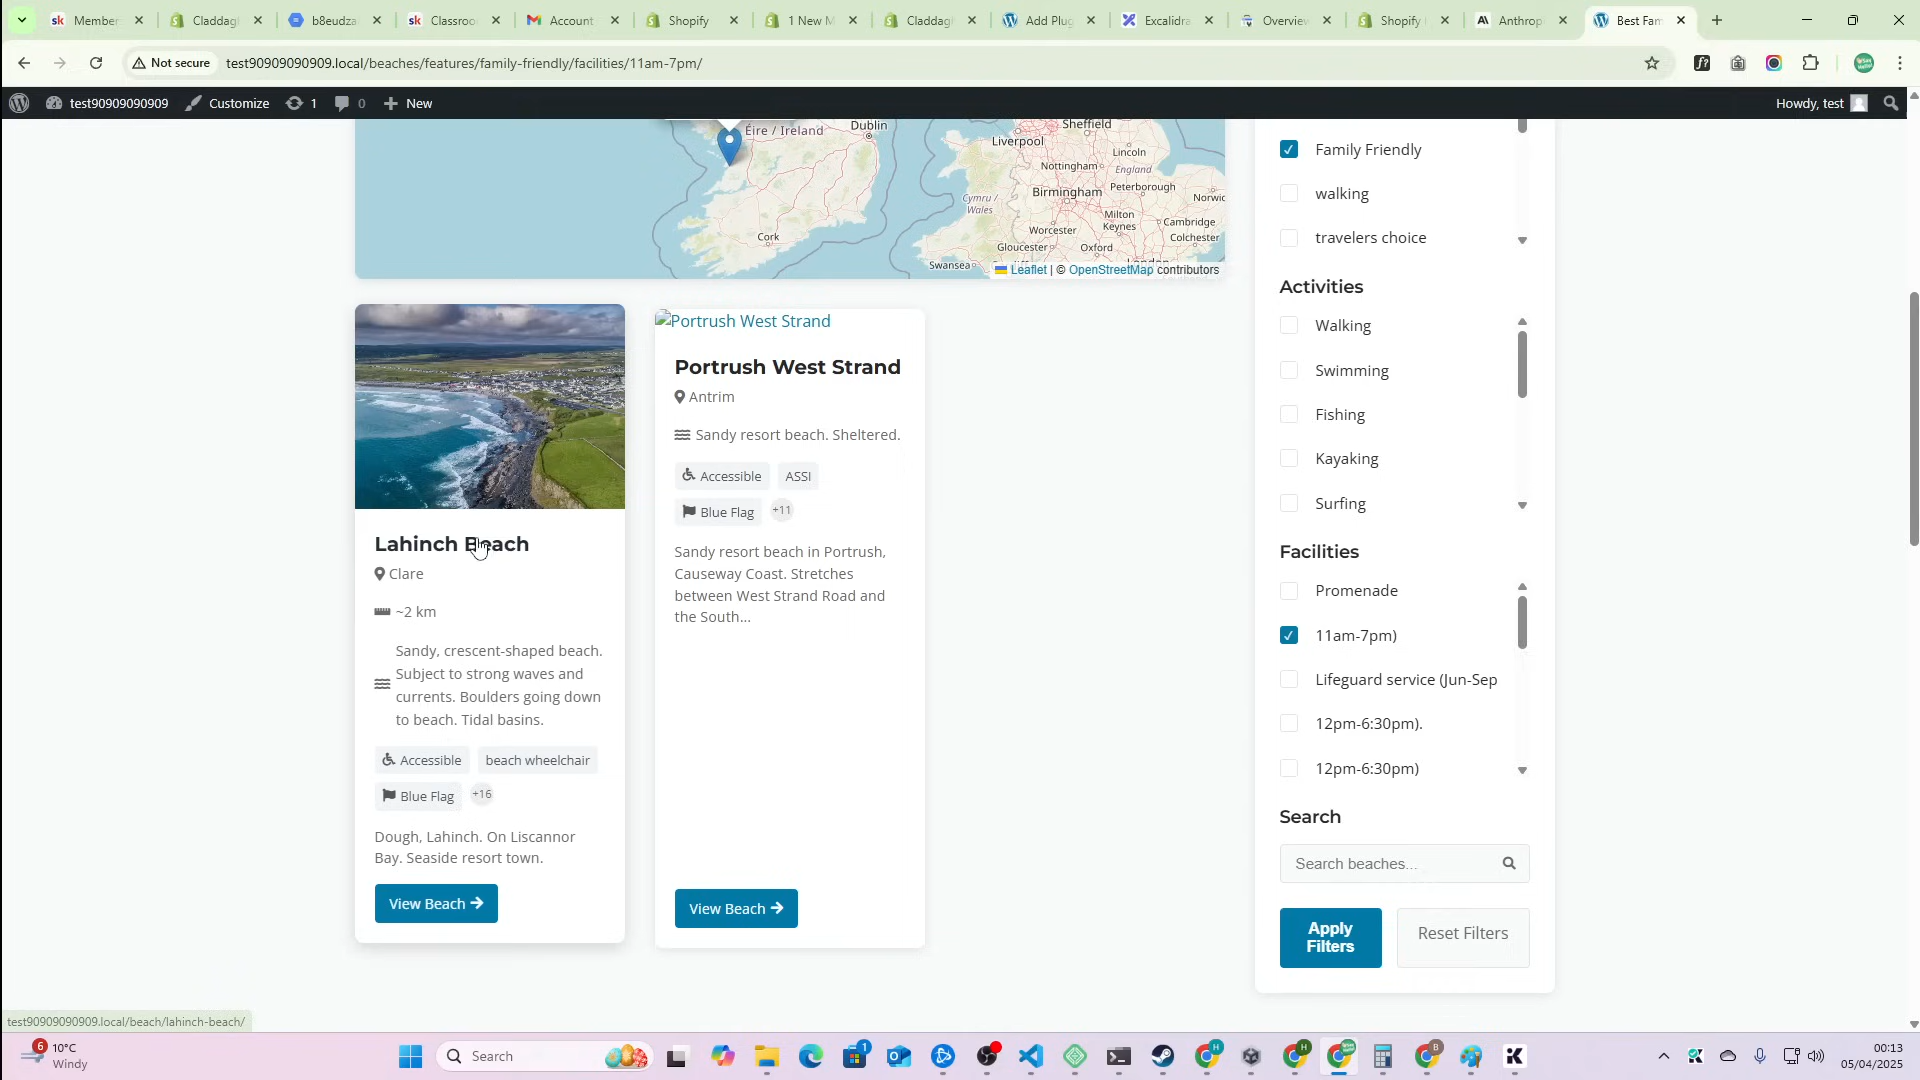 Member
Claddag
b8eudza
Classroo
Account
Shopify
1 New M
Claddag
Add Plug
Excalidra
Overview
Shopify
Anthrop
Best Fam
Not secure
test90909090909.local/beaches/features/family-friendly/facilities/11am-7pm/
test90909090909
Customize
1
0
New
Howdy, test
Éire / Ireland
Dublin
Cork
Sheffield
Liverpool
Lincoln
Nottingham
England
Birmingham
Peterborough
Norwic
Cymru /
Wales
Milton
Keynes
Cambridge
Worcester
Colchester
Gloucester
Oxford
Swansea
Leaflet | © OpenStreetMap contributors
Lahinch Beach
Clare
~2 km
Sandy, crescent-shaped beach.
Subject to strong waves and
currents. Boulders going down
to beach. Tidal basins.
Accessible
beach wheelchair
Blue Flag
+16
Dough, Lahinch. On Liscannor
Bay. Seaside resort town.
View Beach
Portrush West Strand
Portrush West Strand
Antrim
Sandy resort beach. Sheltered.
Accessible
ASSI
Blue Flag
+11
Sandy resort beach in Portrush,
Causeway Coast. Stretches
between West Strand Road and
the South...
View Beach
Family Friendly
walking
travelers choice
Activities
Walking
Swimming
Fishing
Kayaking
Surfing
Facilities
Promenade
11am-7pm)
Lifeguard service (Jun-Sep
12pm-6:30pm).
12pm-6:30pm)
Search
Search beaches...
Apply
Filters
Reset Filters
test90909090909.local/beach/lahinch-beach/
6
10°C
Windy
Search
1
00:13
05/04/2025